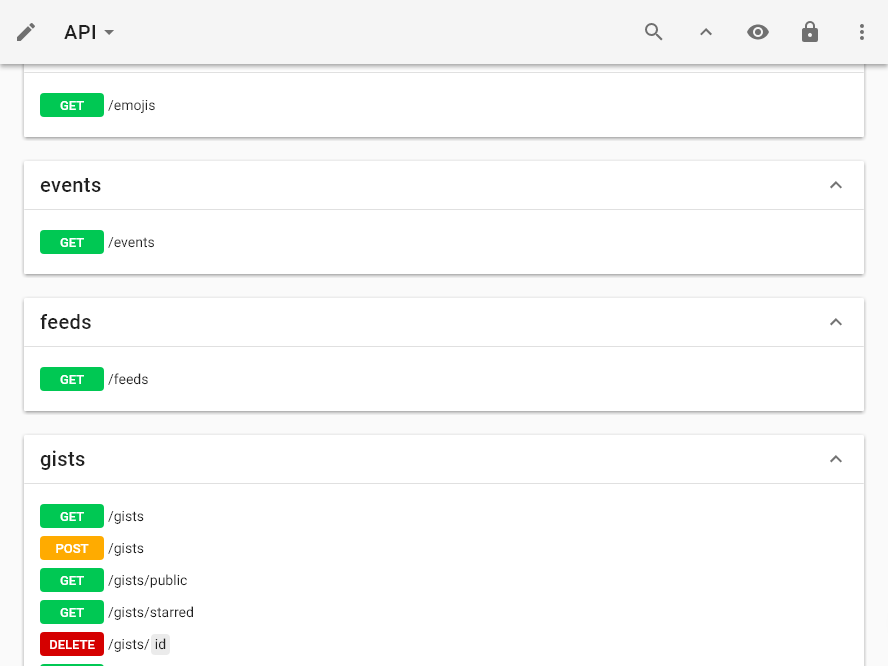 API
GET /emojis
events
GET /events
feeds
GET /feeds
gists
GET /gists
POST /gists
GET /gists/public
GET /gists/starred
DELETE /gists/ id